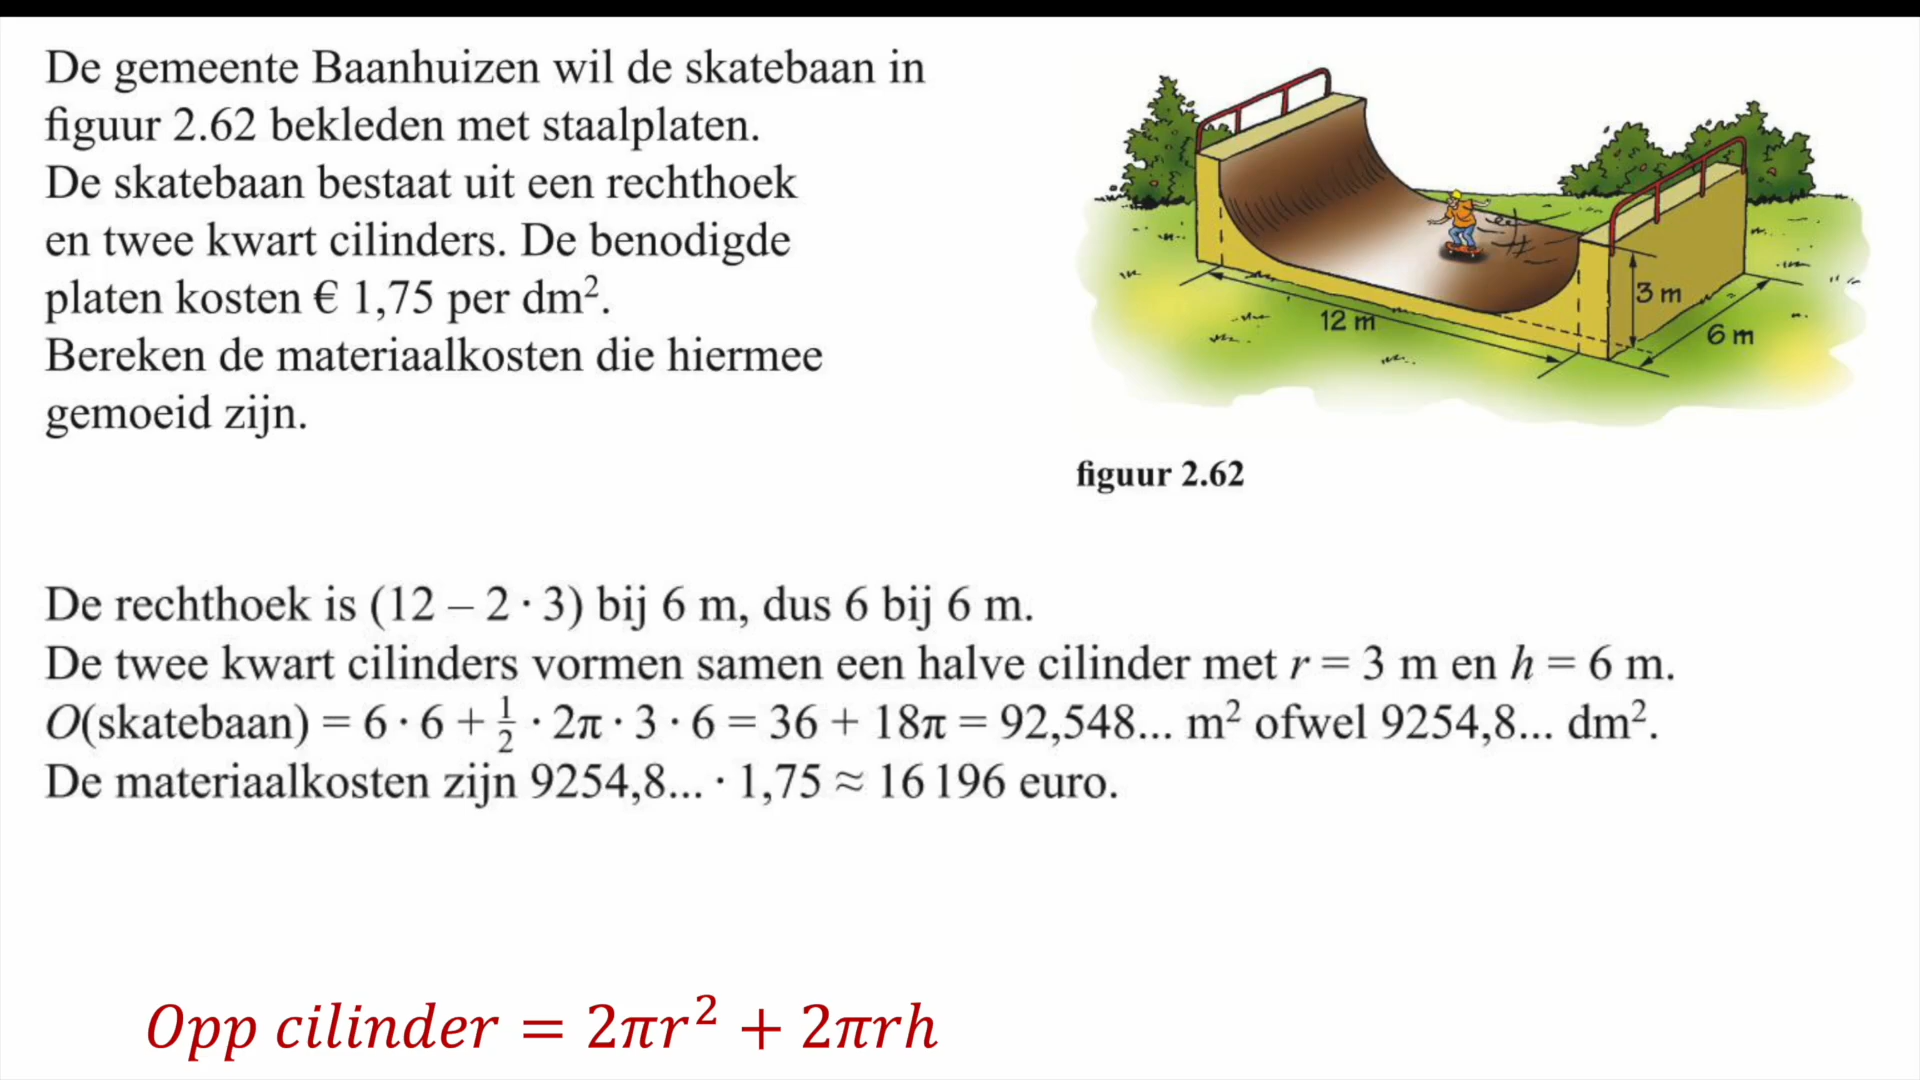 De gemeente Baanhuizen wil de skatebaan in
figuur 2.62 bekleden met staalplaten.
De skatebaan bestaat uit een rechthoek
en twee kwart cilinders. De benodigde
platen kosten € 1,75 per dm².
Bereken de materiaalkosten die hiermee
gemoeid zijn.
12 m
3 m
6 m
figuur 2.62
De rechthoek is (12 – 2 · 3) bij 6 m, dus 6 bij 6 m.
De twee kwart cilinders vormen samen een halve cilinder met r = 3 m en h = 6 m.
O(skatebaan) = 6 · 6 + ½ · 2π · 3 · 6 = 36 + 18π = 92,548... m² ofwel 9254,8... dm².
De materiaalkosten zijn 9254,8... · 1,75 ≈ 16 196 euro.
Opp cilinder = 2πr² + 2πrh